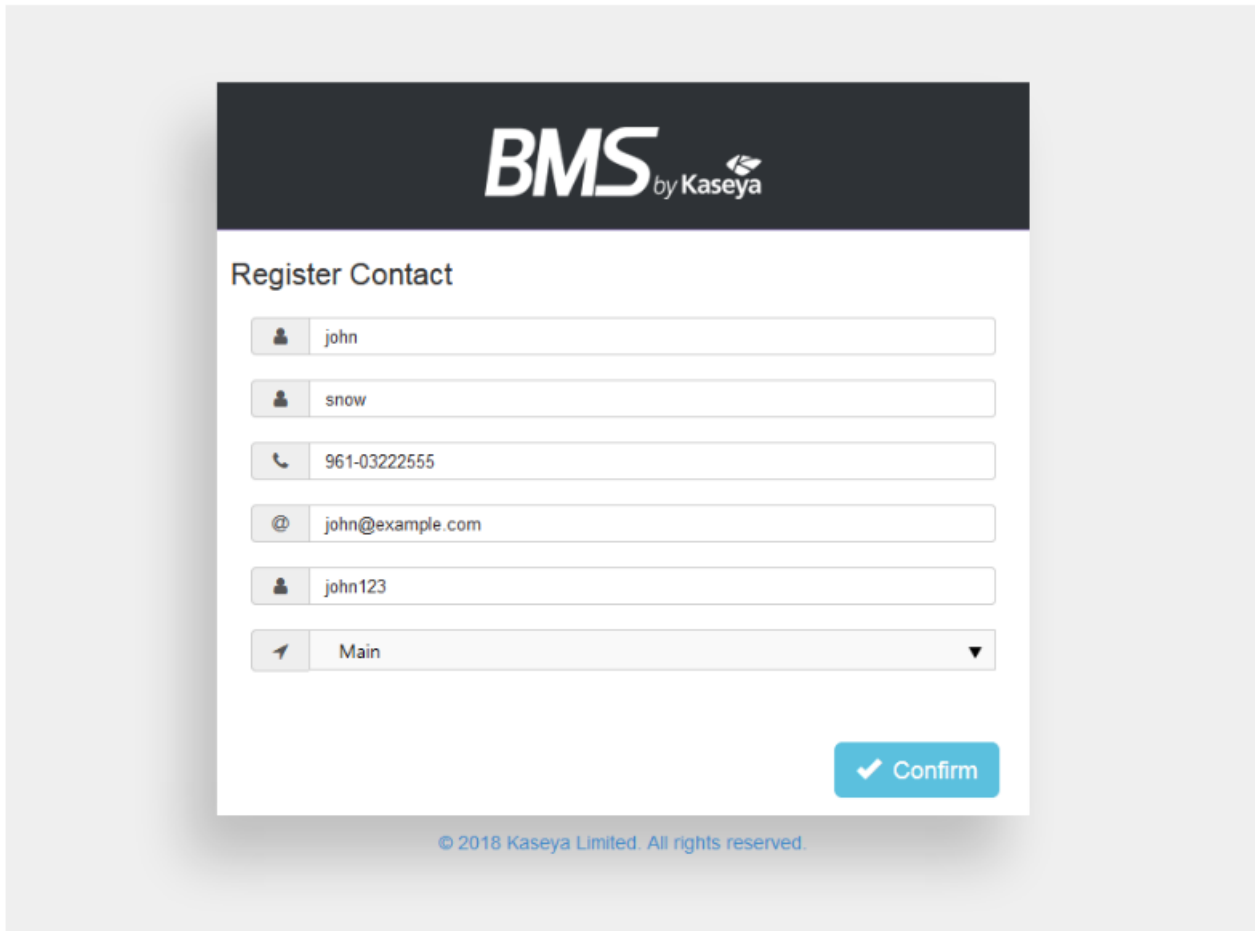 BMS by Kaseya
Register Contact
john
snow
961-03222555
@ john@example.com
john123
Main
Confirm
© 2018 Kaseya Limited. All rights reserved.